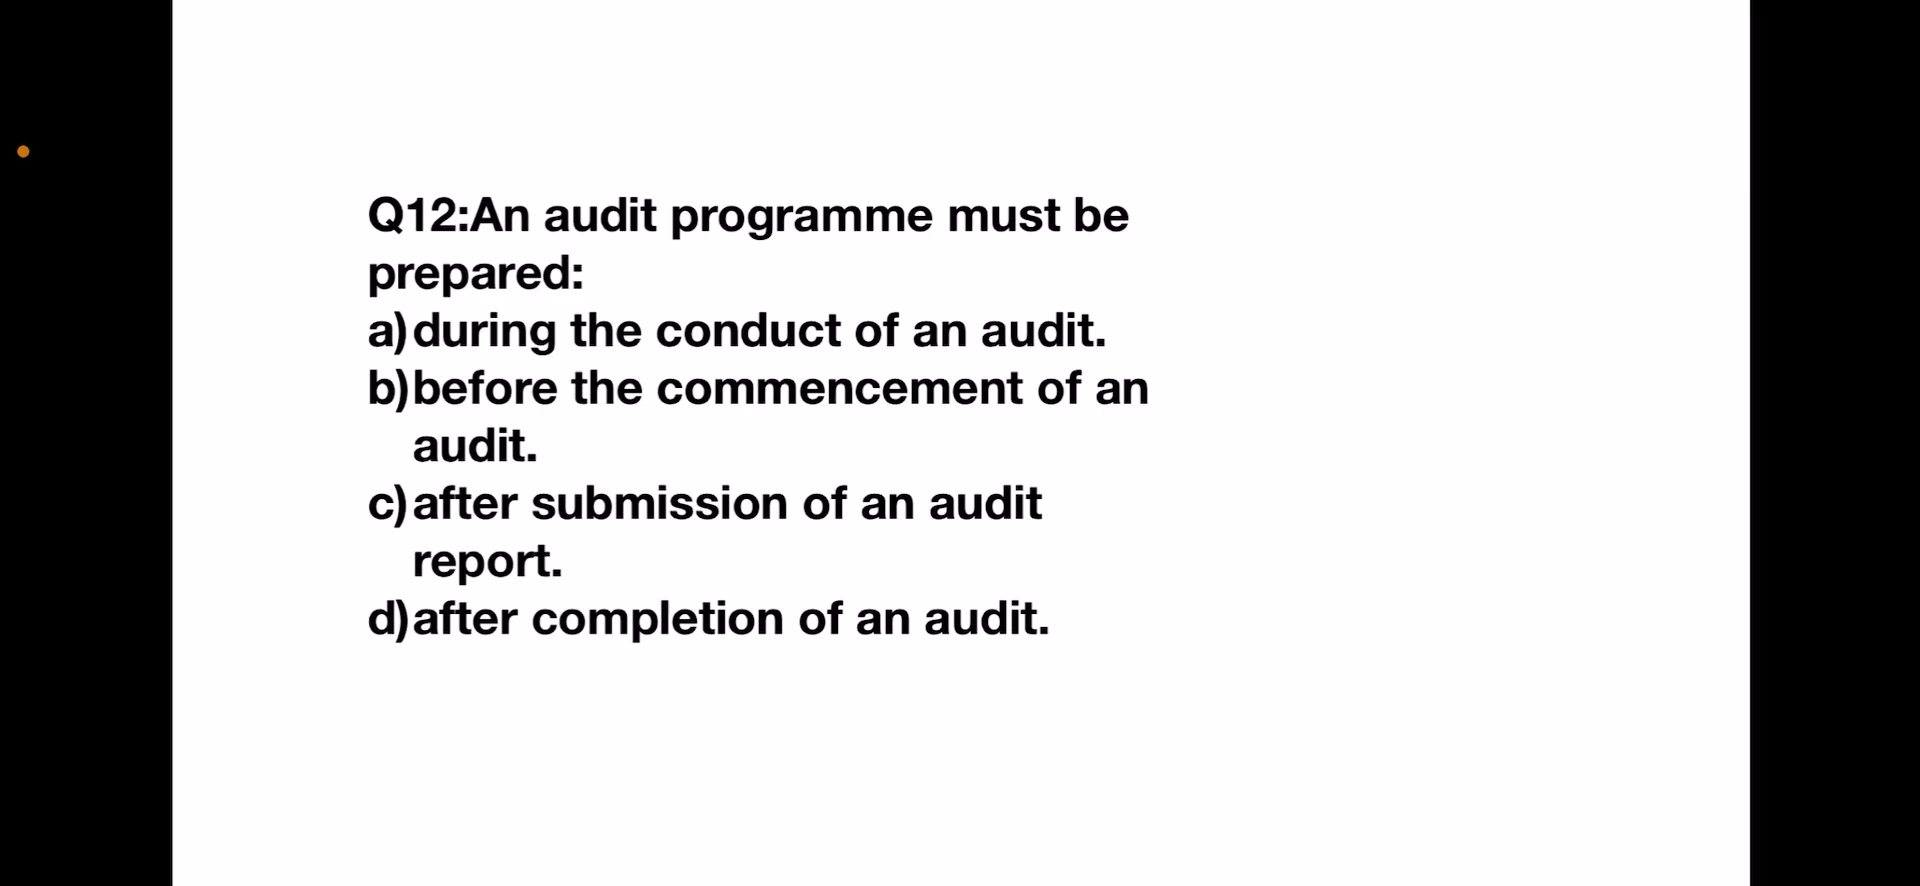 Q12:An audit programme must be
prepared:
a)during the conduct of an audit.
b)before the commencement of an
audit.
c)after submission of an audit
report.
d)after completion of an audit.